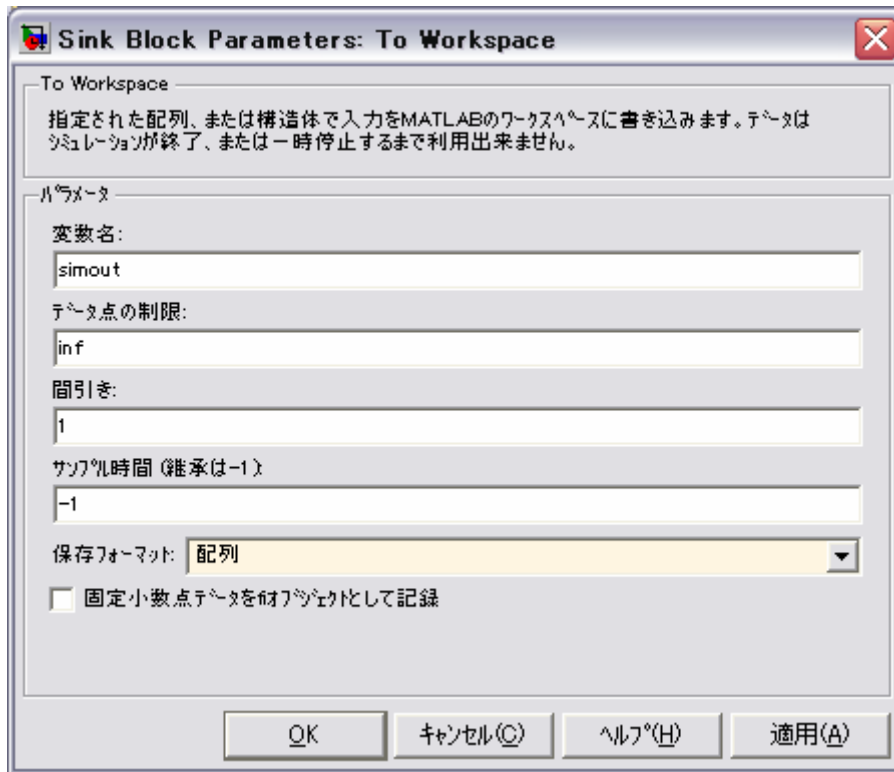 Sink Block Parameters: To Workspace
To Workspace
指定された配列、または構造体で入力をMATLABのワークスペースに書き込みます。データは
シミュレーションが終了、または一時停止するまで利用出来ません。
パラメータ
変数名:
simout
データ点の制限:
inf
間引き:
1
サンプル時間 (継承は-1):
-1
保存フォーマット: 配列
固定小数点データをfiオブジェクトとして記録
OK キャンセル(C) ヘルプ(H) 適用(A)